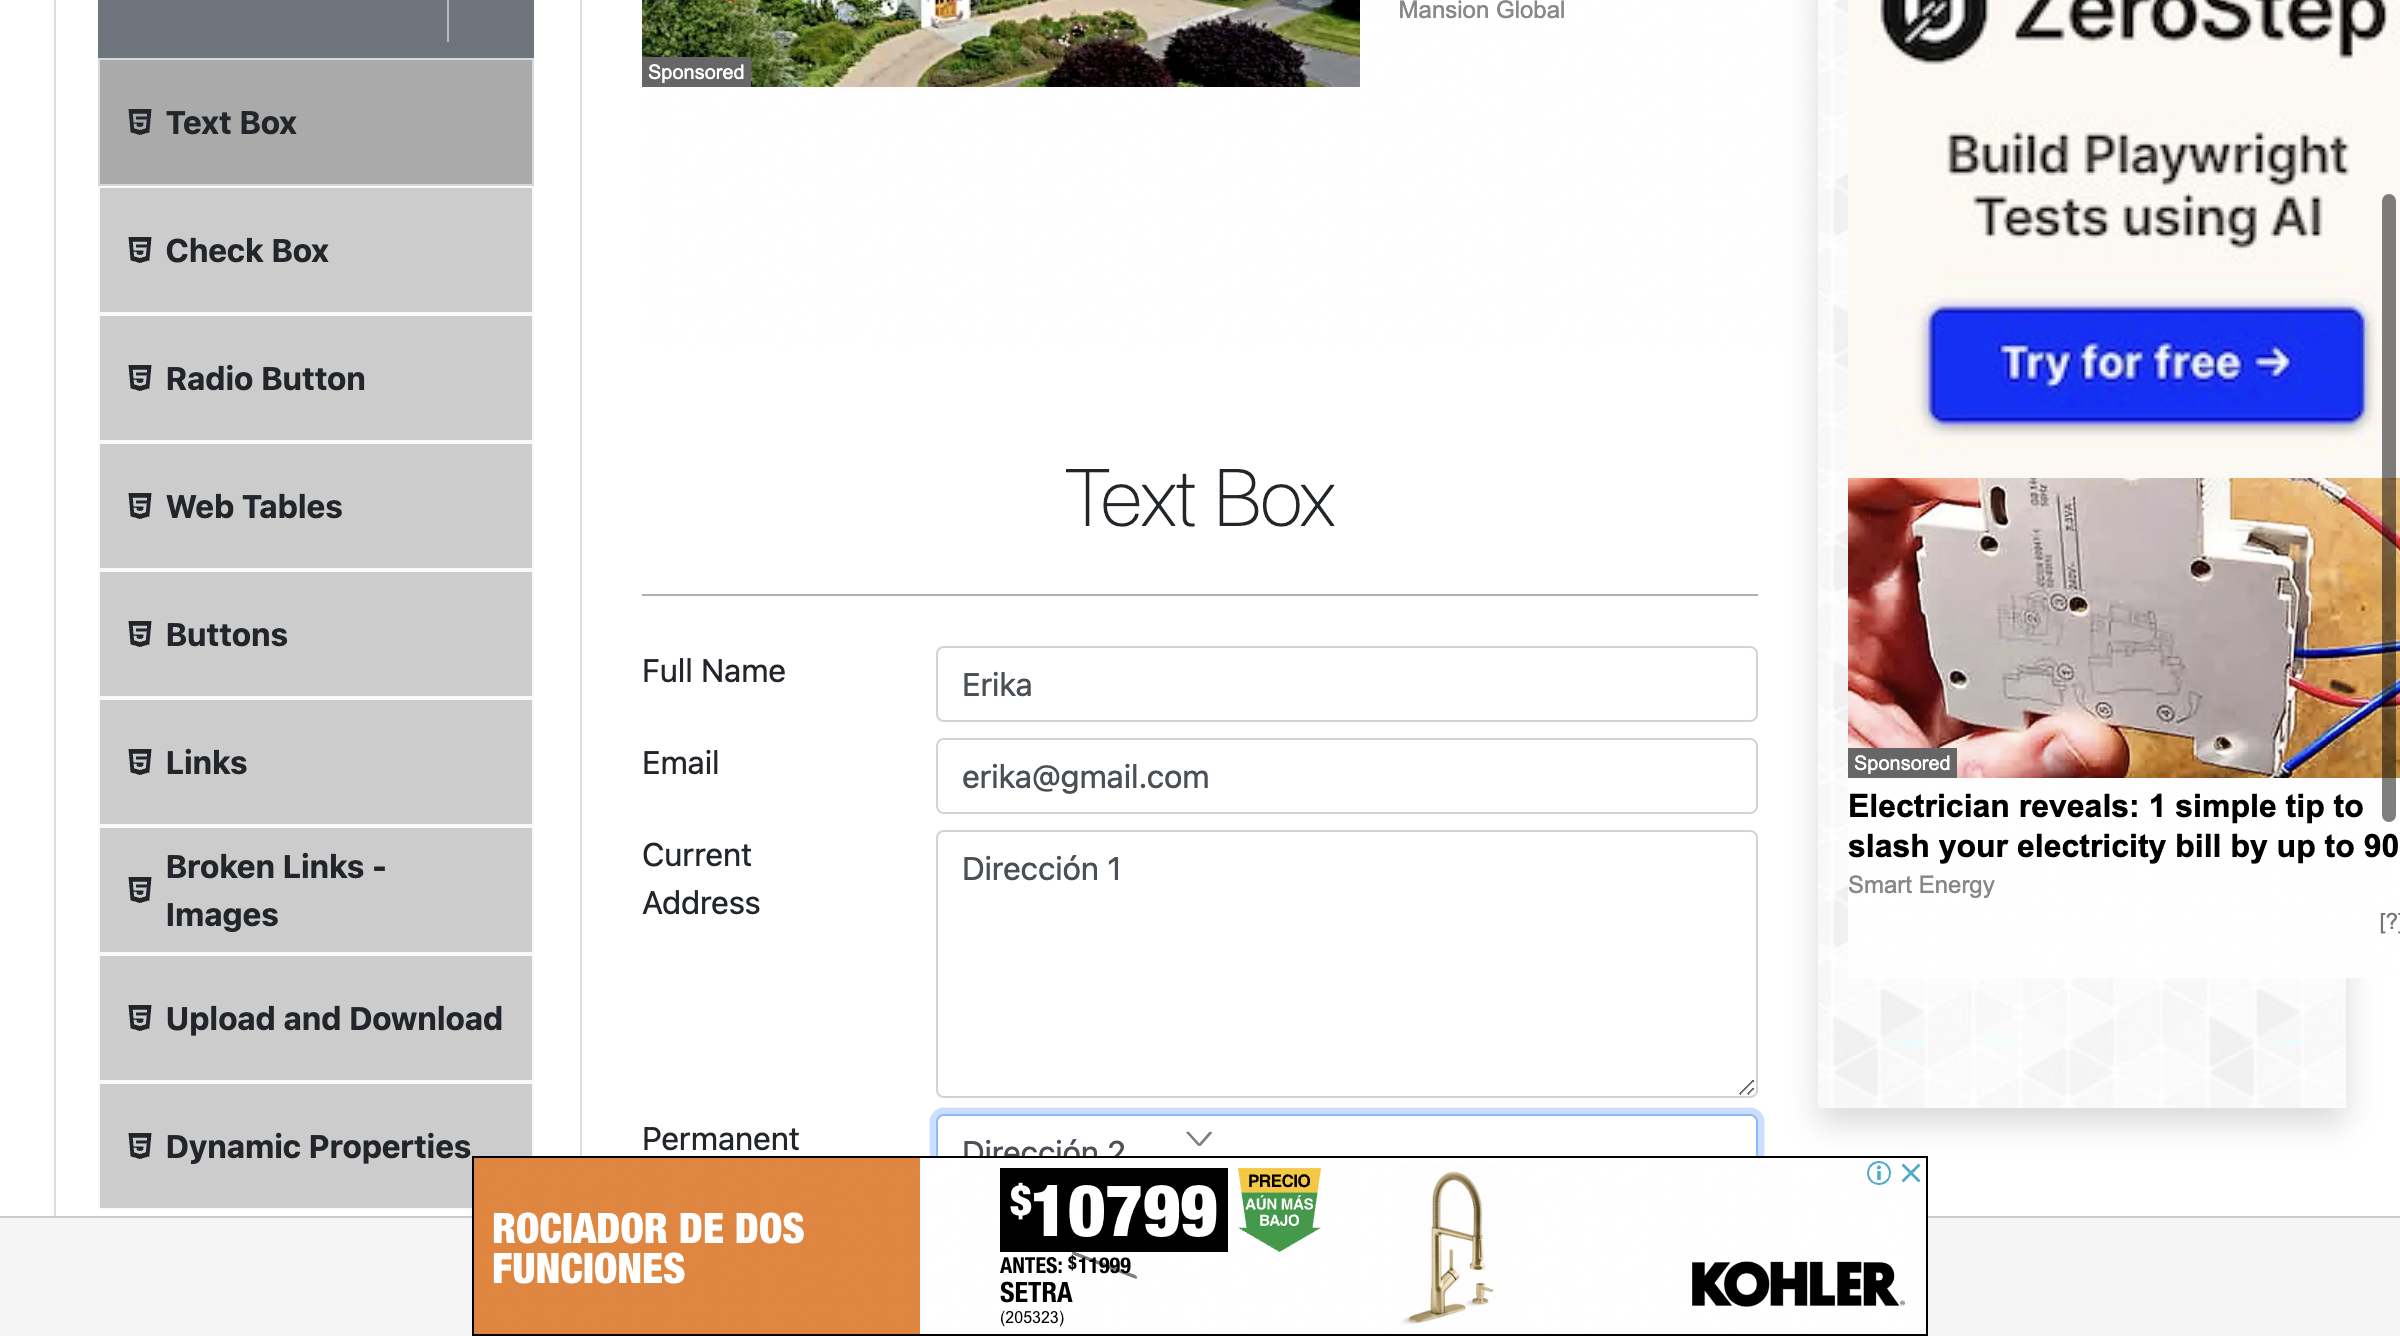 Mansion Global
Sponsored
Text Box
Check Box
Radio Button
Web Tables
Buttons
Links
Broken Links -
Images
Upload and Download
Dynamic Properties
Text Box
Full Name
Erika
Email
erika@gmail.com
Current
Address
Dirección 1
Permanent
Dirección 2
ZeroStep
Build Playwright
Tests using AI
Try for free →
Sponsored
Electrician reveals: 1 simple tip to
slash your electricity bill by up to 90
Smart Energy
[?]
ROCIADOR DE DOS
FUNCIONES
$10799
PRECIO
AÚN MÁS
BAJO
ANTES: $11999
SETRA
(205323)
KOHLER